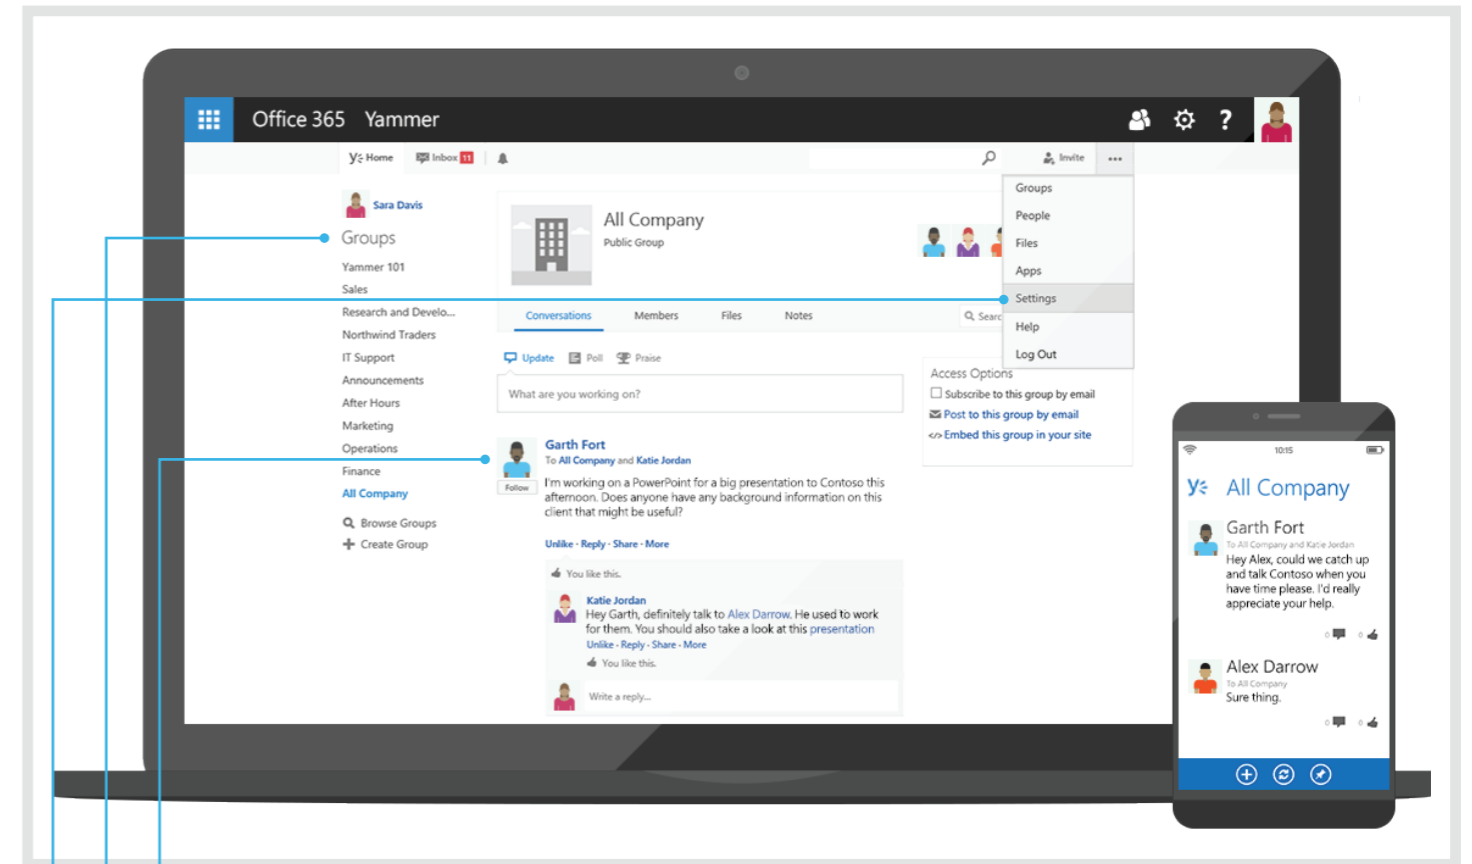 Office 365 Yammer
Home
Inbox 11
Invite
Sara Davis
Groups
Yammer 101
Sales
Research and Develo...
Northwind Traders
IT Support
Announcements
After Hours
Marketing
Operations
Finance
All Company
Browse Groups
Create Group
All Company
Public Group
Conversations Members Files Notes
Searc
Update Poll Praise
What are you working on?
Garth Fort
To All Company and Katie Jordan
Follow
I'm working on a PowerPoint for a big presentation to Contoso this
afternoon. Does anyone have any background information on this
client that might be useful?
Unlike - Reply - Share - More
You like this.
Katie Jordan
Hey Garth, definitely talk to Alex Darrow. He used to work
for them. You should also take a look at this presentation
Unlike - Reply - Share - More
You like this.
Write a reply...
Groups
People
Files
Apps
Settings
Help
Log Out
Access Options
Subscribe to this group by email
Post to this group by email
Embed this group in your site
10:15
All Company
Garth Fort
To All Company and Katie Jordan
Hey Alex, could we catch up
and talk Contoso when you
have time please. I'd really
appreciate your help.
0 0
Alex Darrow
To All Company
Sure thing.
0 0